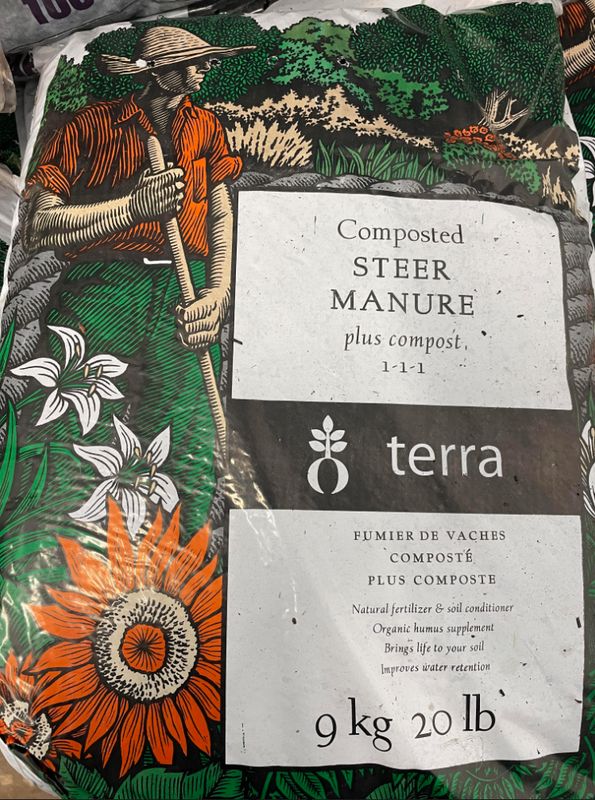 Composted
STEER
MANURE
plus compost
1-1-1
terra
FUMIER DE VACHES
COMPOSTÉ
PLUS COMPOSTE
Natural fertilizer & soil conditioner
Organic humus supplement
Brings life to your soil
Improves water retention
9 kg 20 lb